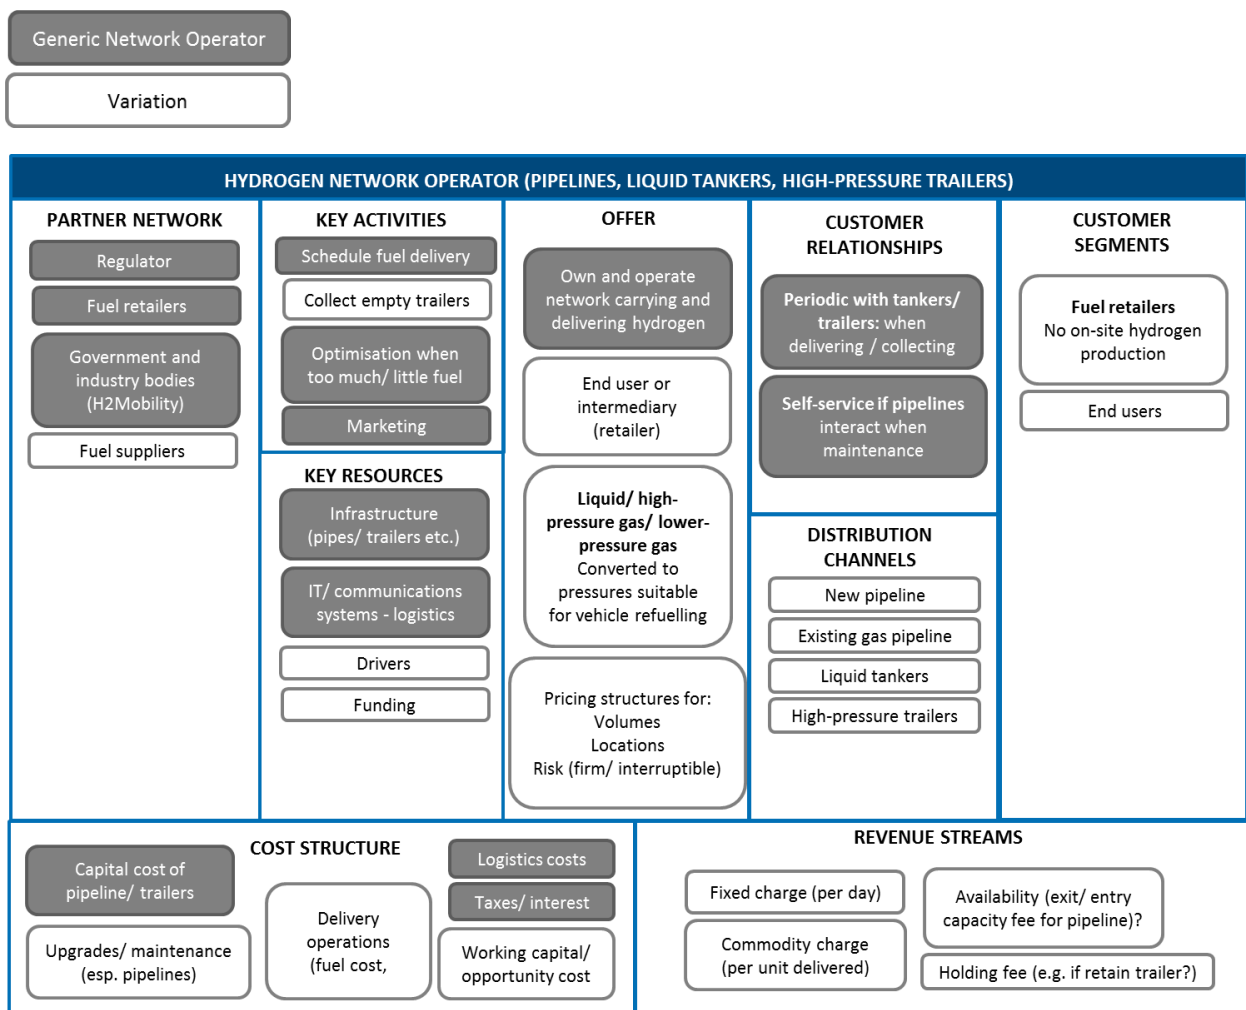 Generic Network Operator
Variation
HYDROGEN NETWORK OPERATOR (PIPELINES, LIQUID TANKERS, HIGH-PRESSURE TRAILERS)
PARTNER NETWORK
Regulator
Fuel retailers
Government and
industry bodies
(H2Mobility)
Fuel suppliers
KEY ACTIVITIES
Schedule fuel delivery
Collect empty trailers
Optimisation when
too much/ little fuel
Marketing
KEY RESOURCES
Infrastructure
(pipes/ trailers etc.)
IT/ communications
systems - logistics
Drivers
Funding
OFFER
Own and operate
network carrying and
delivering hydrogen
End user or
intermediary
(retailer)
Liquid/ high-
pressure gas/ lower-
pressure gas
Converted to
pressures suitable
for vehicle refuelling
Pricing structures for:
Volumes
Locations
Risk (firm/ interruptible)
CUSTOMER
RELATIONSHIPS
Periodic with tankers/
trailers: when
delivering / collecting
Self-service if pipelines
interact when
maintenance
DISTRIBUTION
CHANNELS
New pipeline
Existing gas pipeline
Liquid tankers
High-pressure trailers
CUSTOMER
SEGMENTS
Fuel retailers
No on-site hydrogen
production
End users
COST STRUCTURE
Capital cost of
pipeline/ trailers
Upgrades/ maintenance
(esp. pipelines)
Delivery
operations
(fuel cost,
Logistics costs
Taxes/ interest
Working capital/
opportunity cost
REVENUE STREAMS
Fixed charge (per day)
Commodity charge
(per unit delivered)
Availability (exit/ entry
capacity fee for pipeline)?
Holding fee (e.g. if retain trailer?)